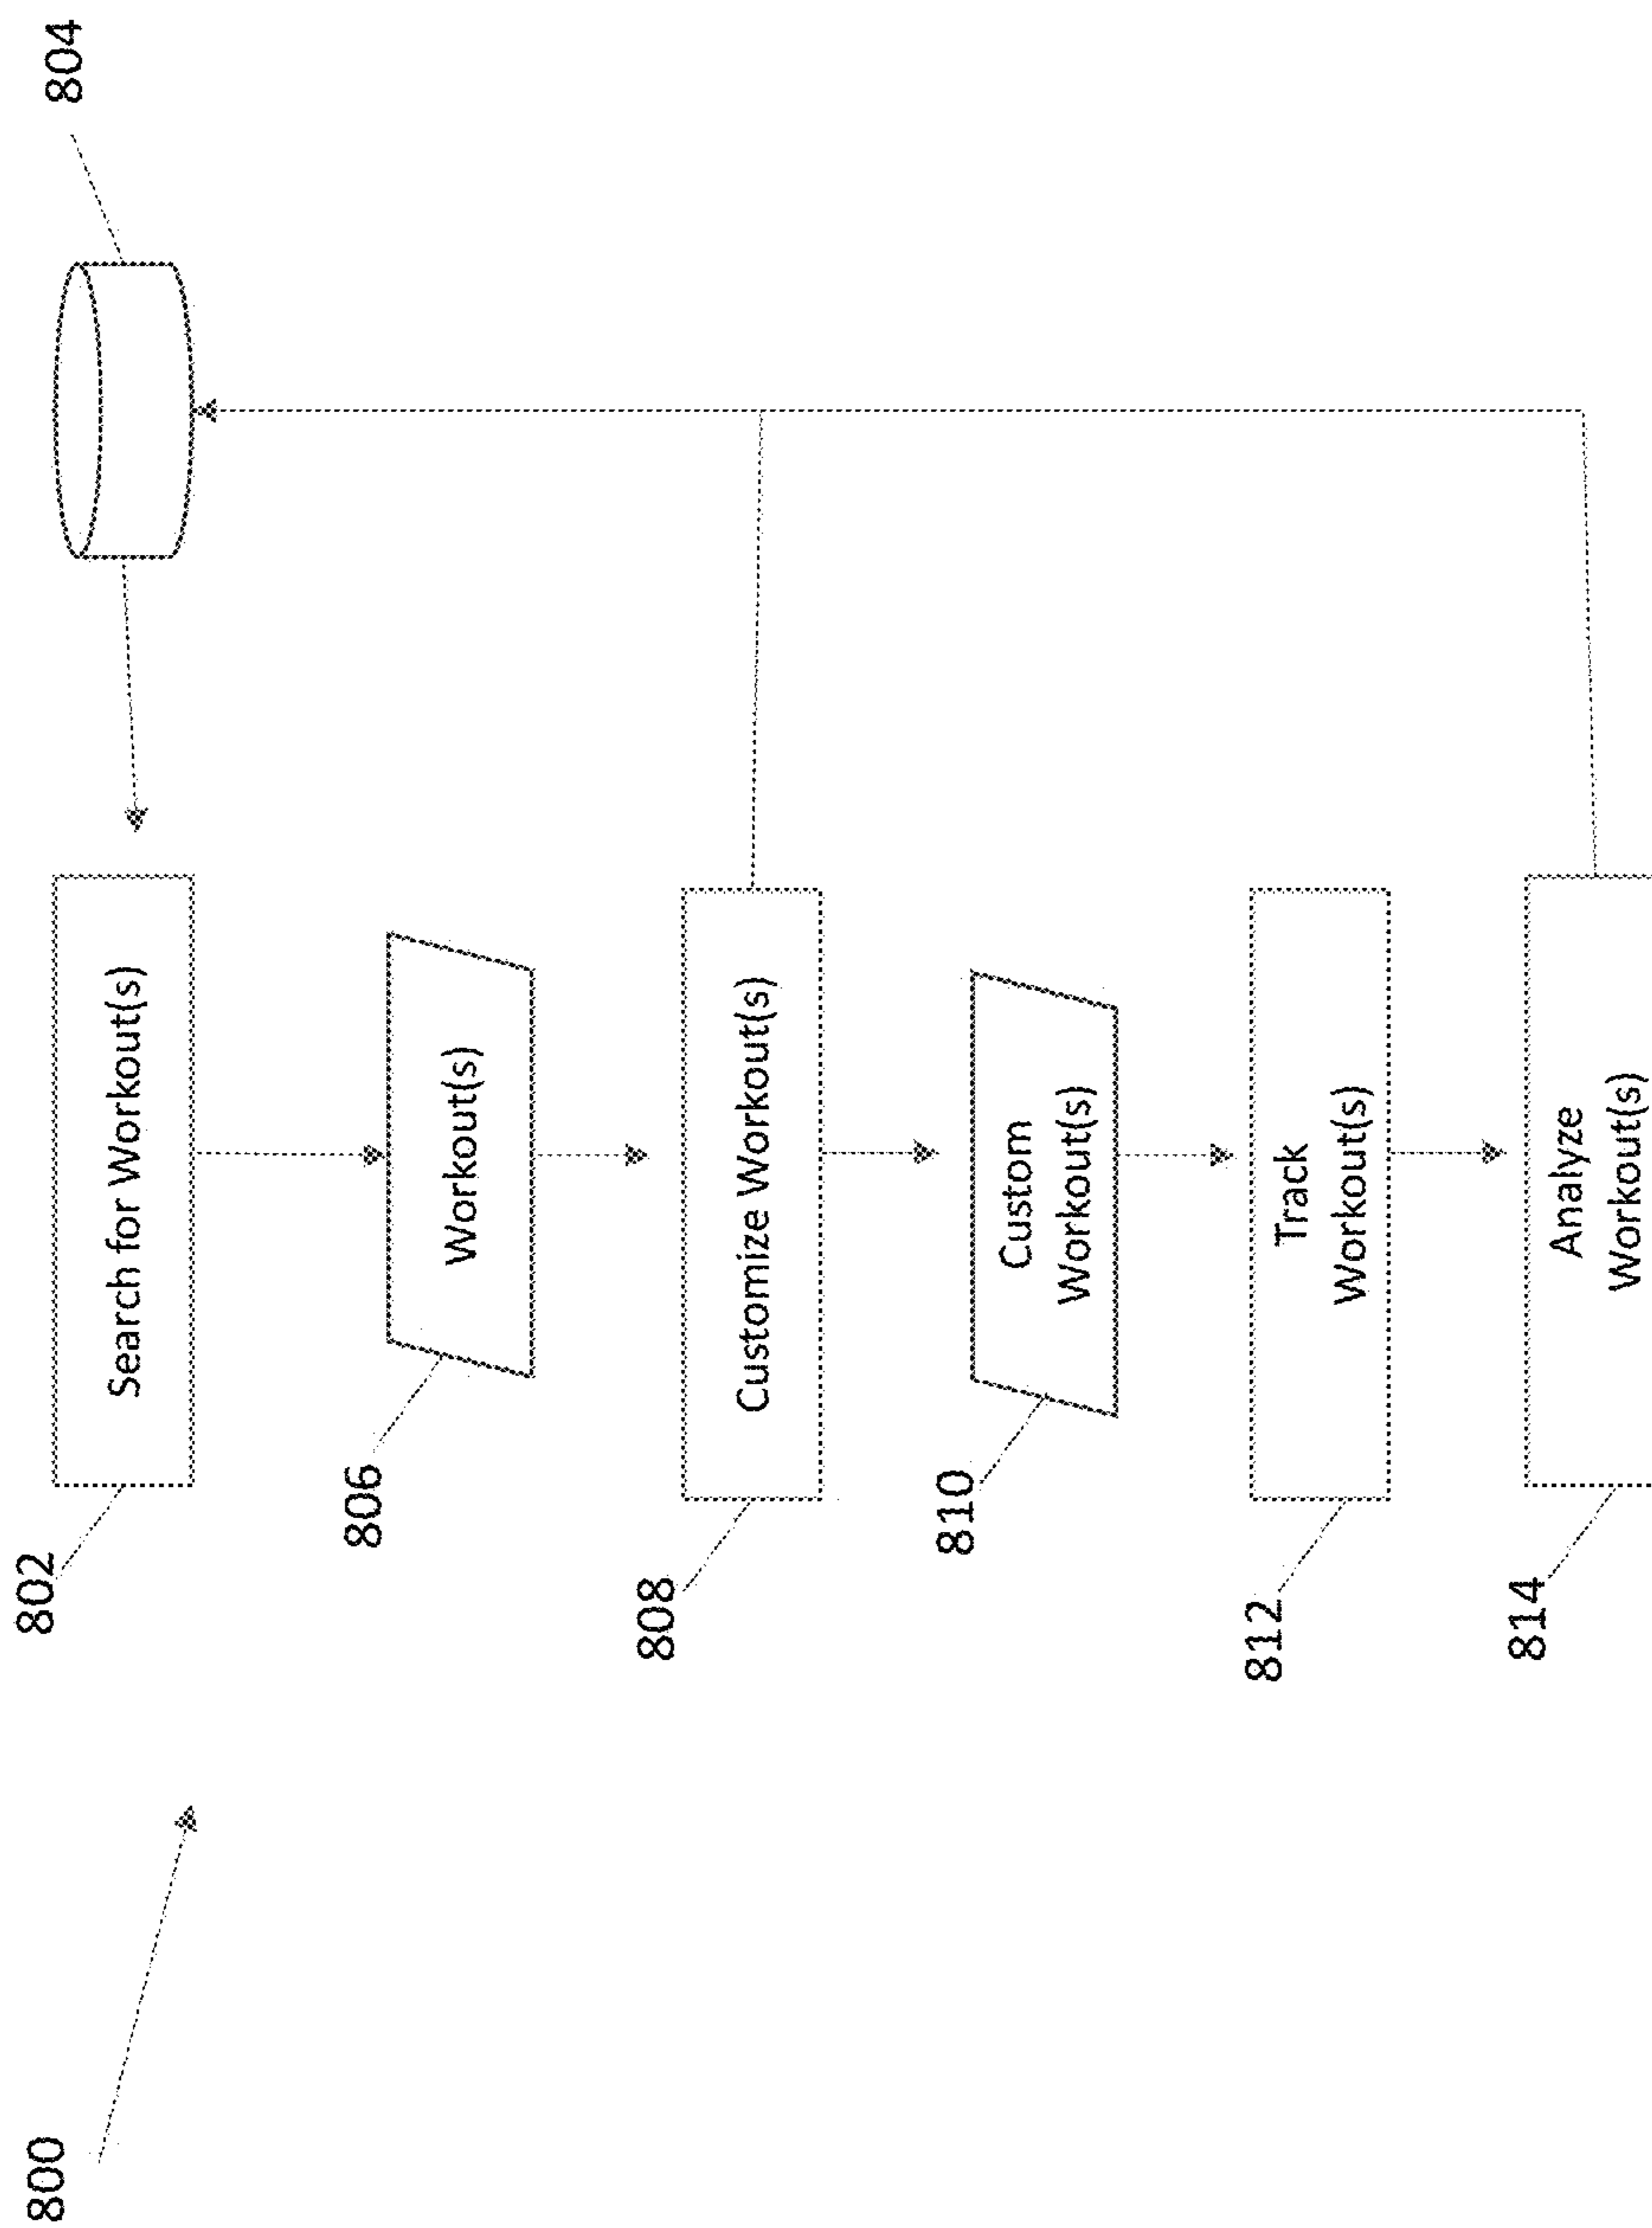 800
802
Search for Workout(s)
804
806
Workout(s)
808
Customize Workout(s)
810
Custom
Workout(s)
812
Track
Workout(s)
814
Analyze
Workout(s)